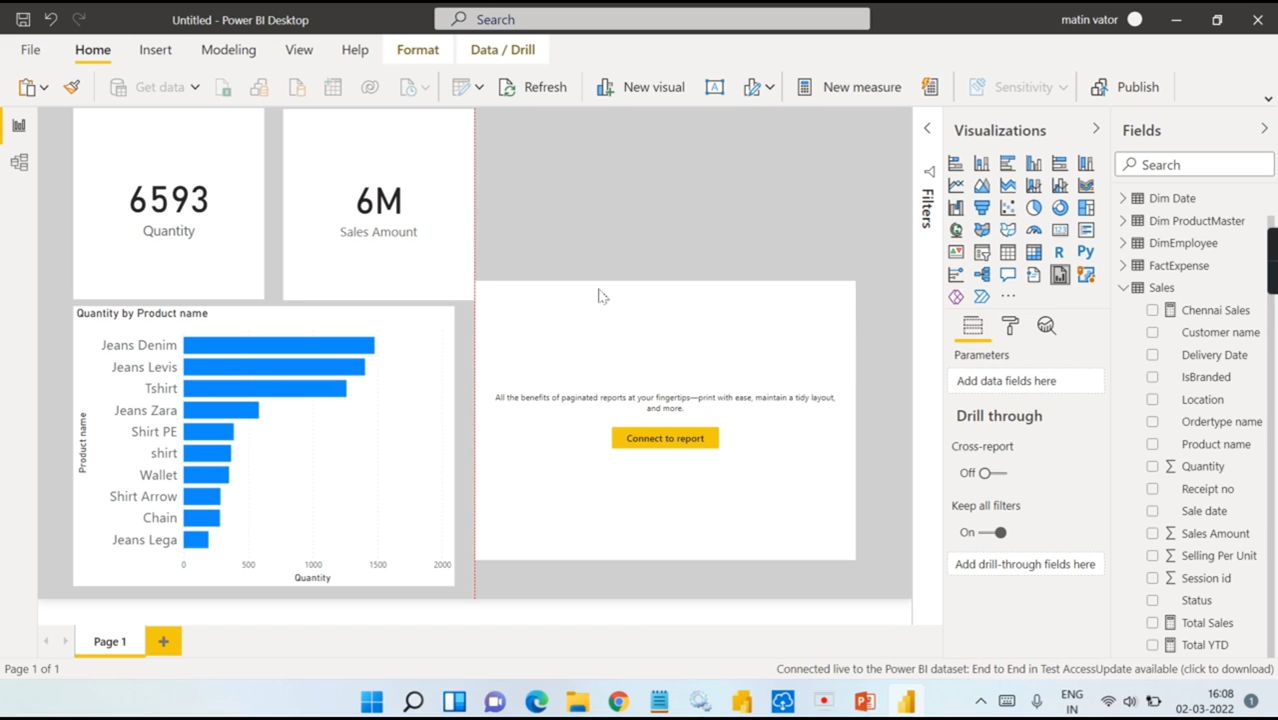 Untitled - Power BI Desktop
Search
matin vator
File
Home
Insert
Modeling
View
Help
Format
Data / Drill
Get data
Refresh
New visual
New measure
Sensitivity
Publish
6593
Quantity
6M
Sales Amount
Quantity by Product name
Product name
Jeans Denim
Jeans Levis
Tshirt
Jeans Zara
Shirt PE
shirt
Wallet
Shirt Arrow
Chain
Jeans Lega
0 500 1000 1500 2000
Quantity
All the benefits of paginated reports at your fingertips—print with ease, maintain a tidy layout,
and more.
Connect to report
Filters
Visualizations
R
Py
123
Parameters
Add data fields here
Drill through
Cross-report
Off
Keep all filters
On
Add drill-through fields here
Fields
Search
Dim Date
Dim ProductMaster
DimEmployee
FactExpense
Sales
Chennai Sales
Customer name
Delivery Date
IsBranded
Location
Ordertype name
Product name
Quantity
Receipt no
Sale date
Sales Amount
Selling Per Unit
Session id
Status
Total Sales
Total YTD
Page 1
Page 1 of 1
Connected live to the Power BI dataset: End to End in Test Access
Update available (click to download)
ENG
IN
16:08
02-03-2022
1